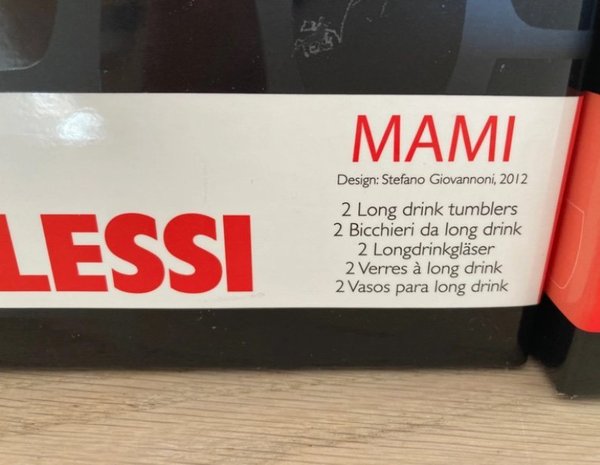 MAMI
Design: Stefano Giovannoni, 2012
LESSI
2 Long drink tumblers
2 Bicchieri da long drink
2 Longdrinkgläser
2 Verres à long drink
2 Vasos para long drink